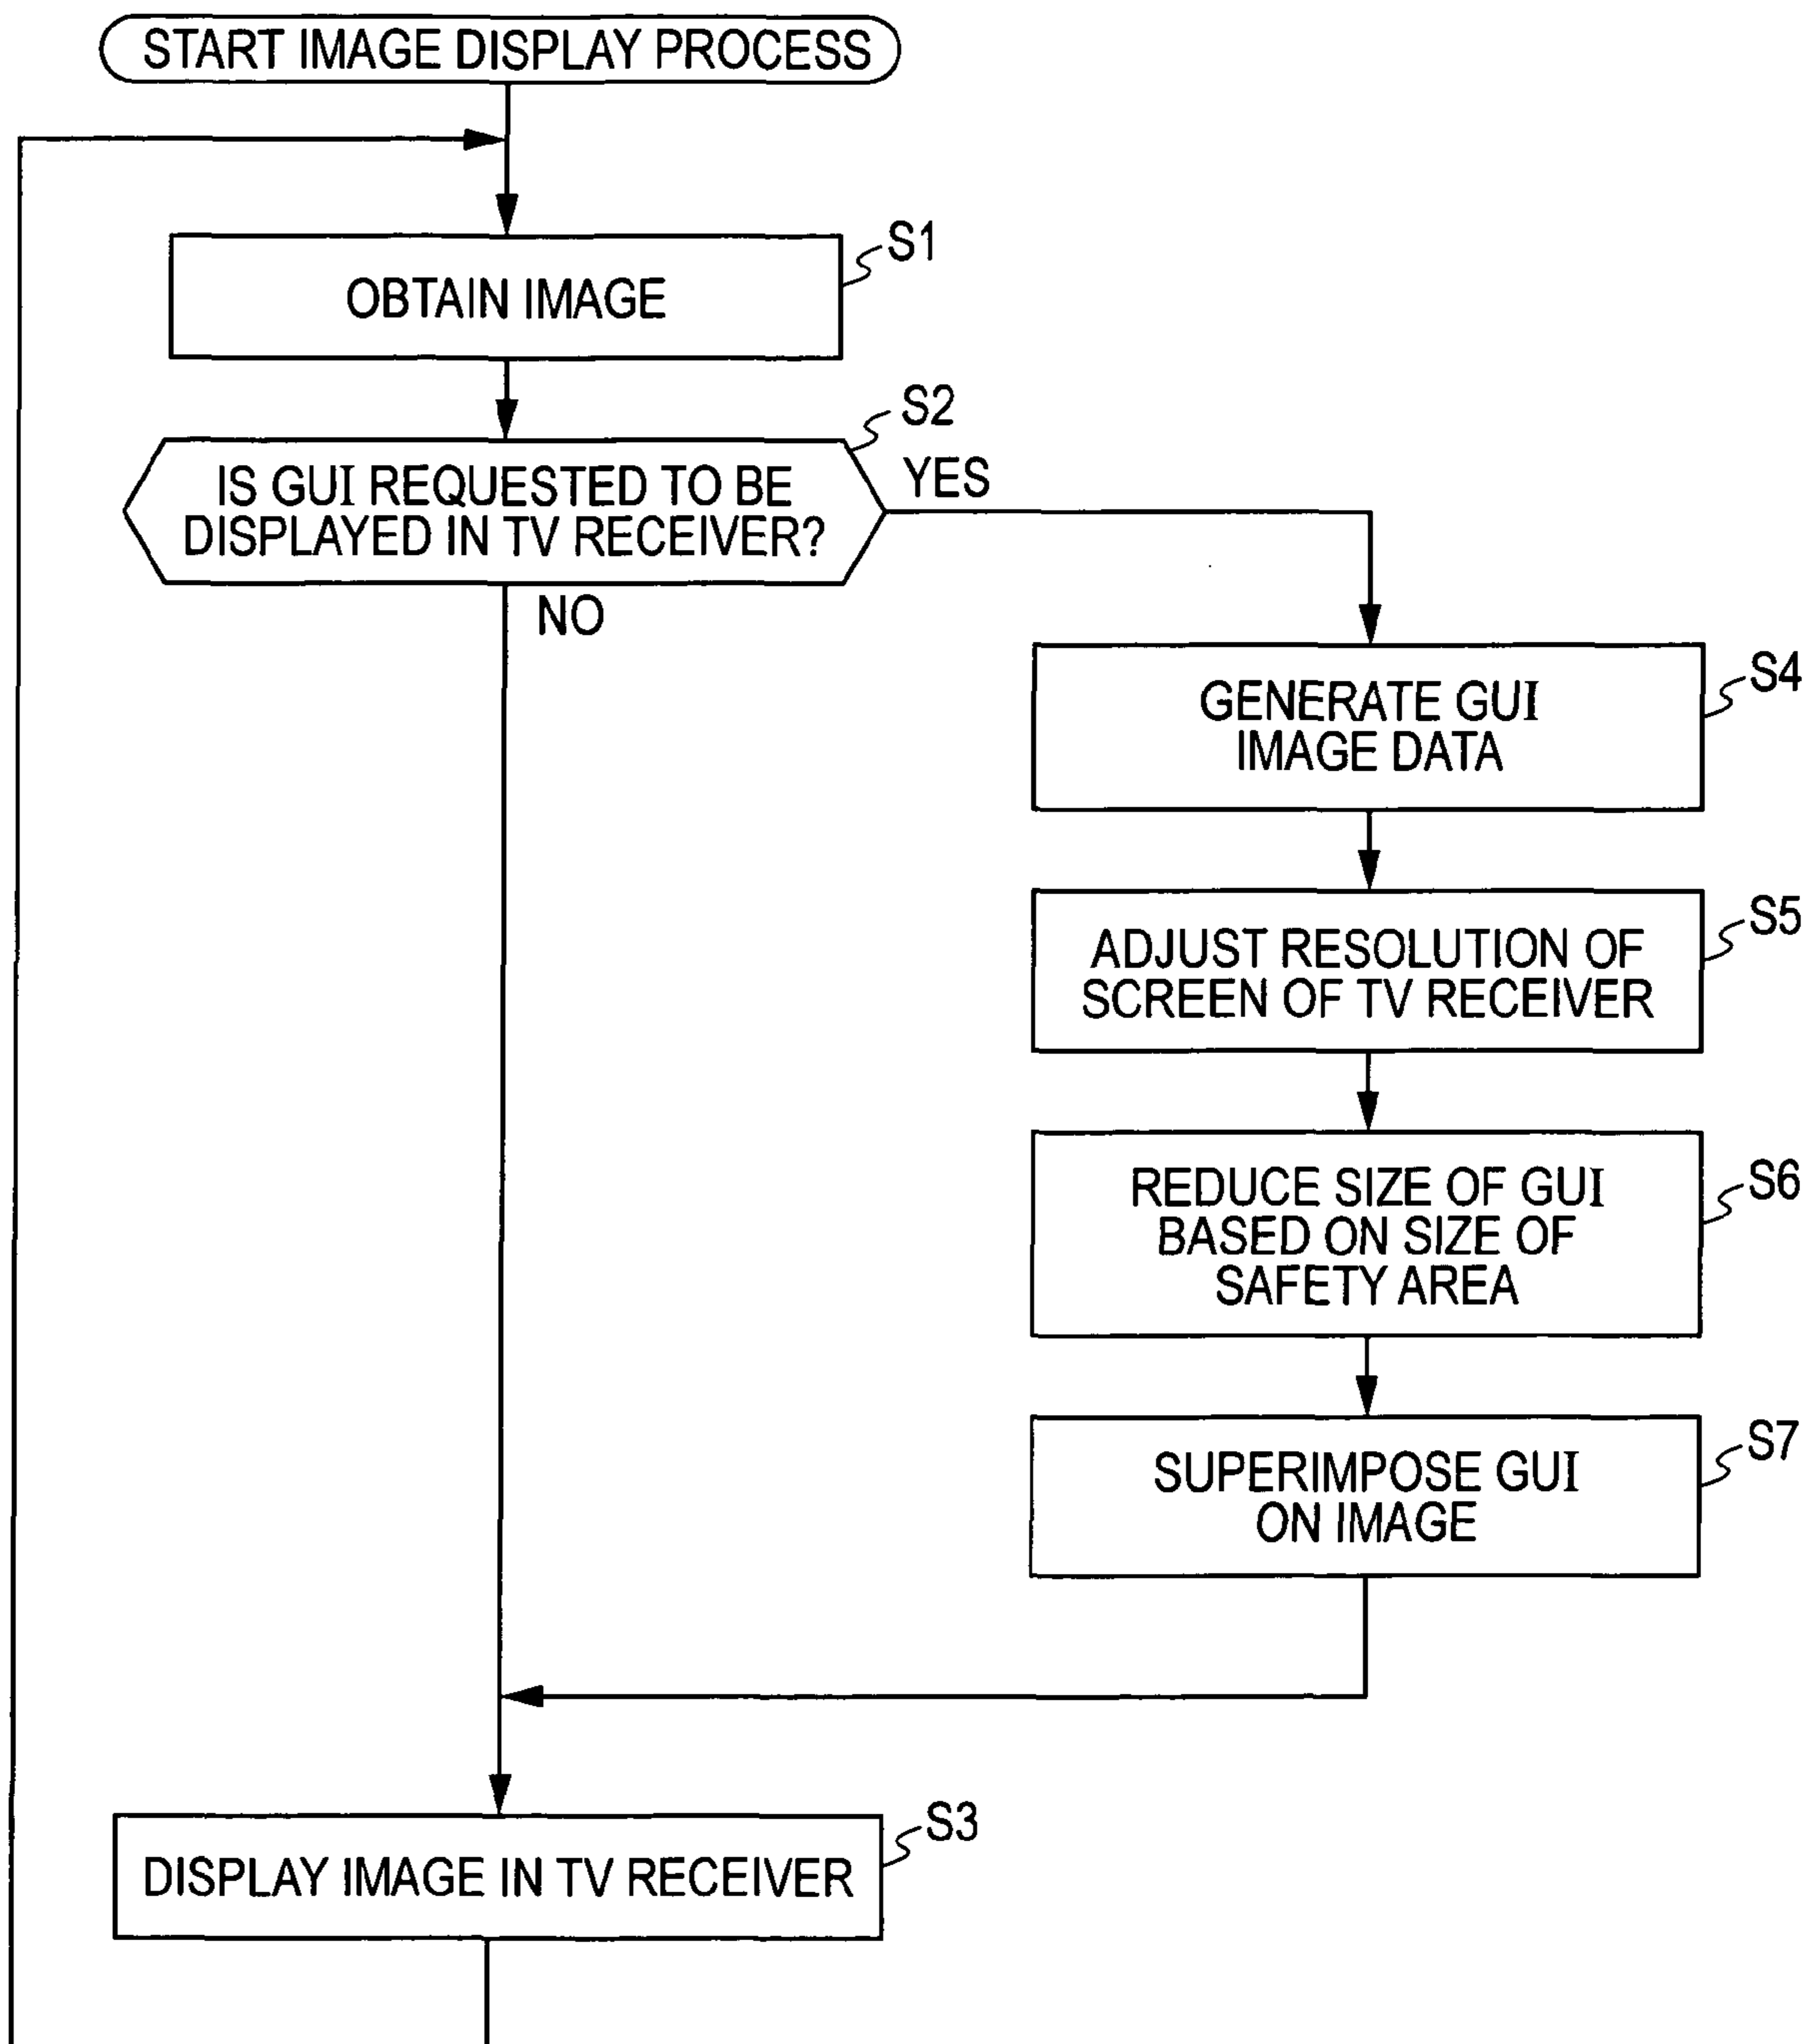 START IMAGE DISPLAY PROCESS
S1
OBTAIN IMAGE
S2
IS GUI REQUESTED TO BE
DISPLAYED IN TV RECEIVER?
YES
NO
S4
GENERATE GUI
IMAGE DATA
S5
ADJUST RESOLUTION OF
SCREEN OF TV RECEIVER
S6
REDUCE SIZE OF GUI
BASED ON SIZE OF
SAFETY AREA
S7
SUPERIMPOSE GUI
ON IMAGE
S3
DISPLAY IMAGE IN TV RECEIVER